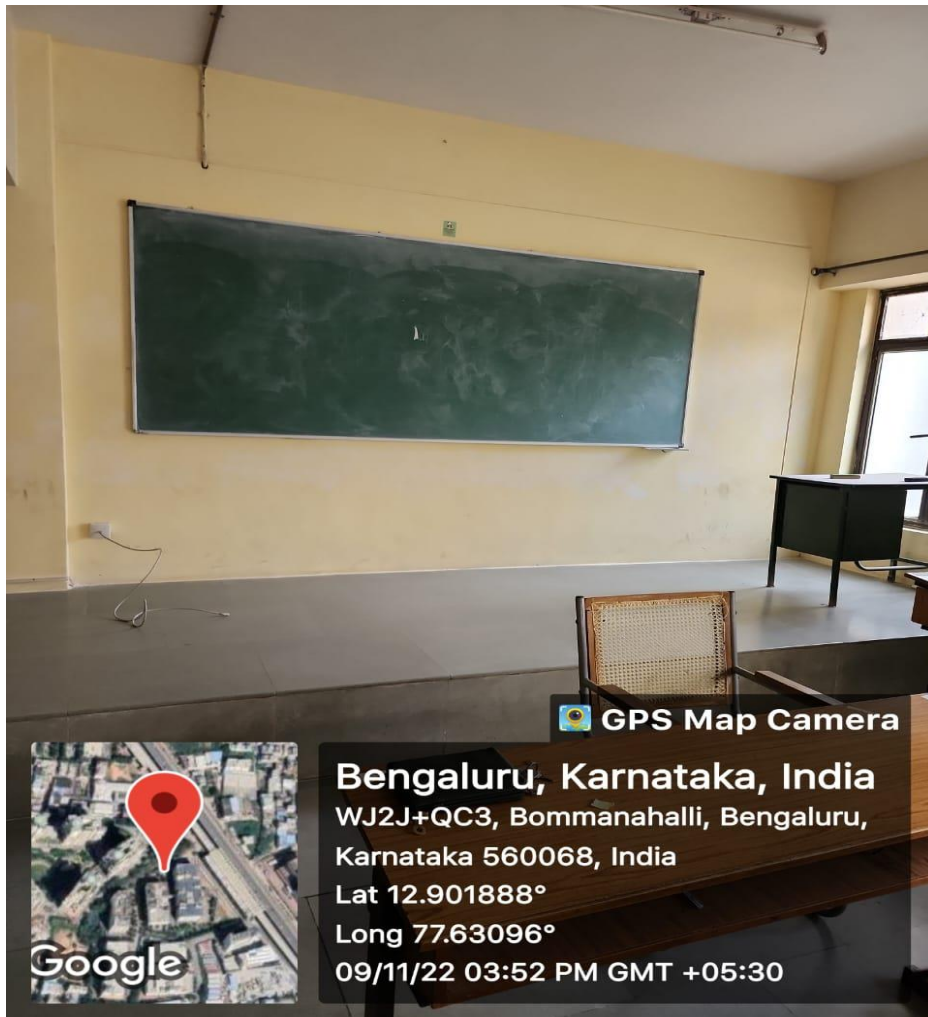 GPS Map Camera
Bengaluru, Karnataka, India
WJ2J+QC3, Bommanahalli, Bengaluru,
Karnataka 560068, India
Lat 12.901888°
Long 77.63096°
09/11/22 03:52 PM GMT +05:30
Google